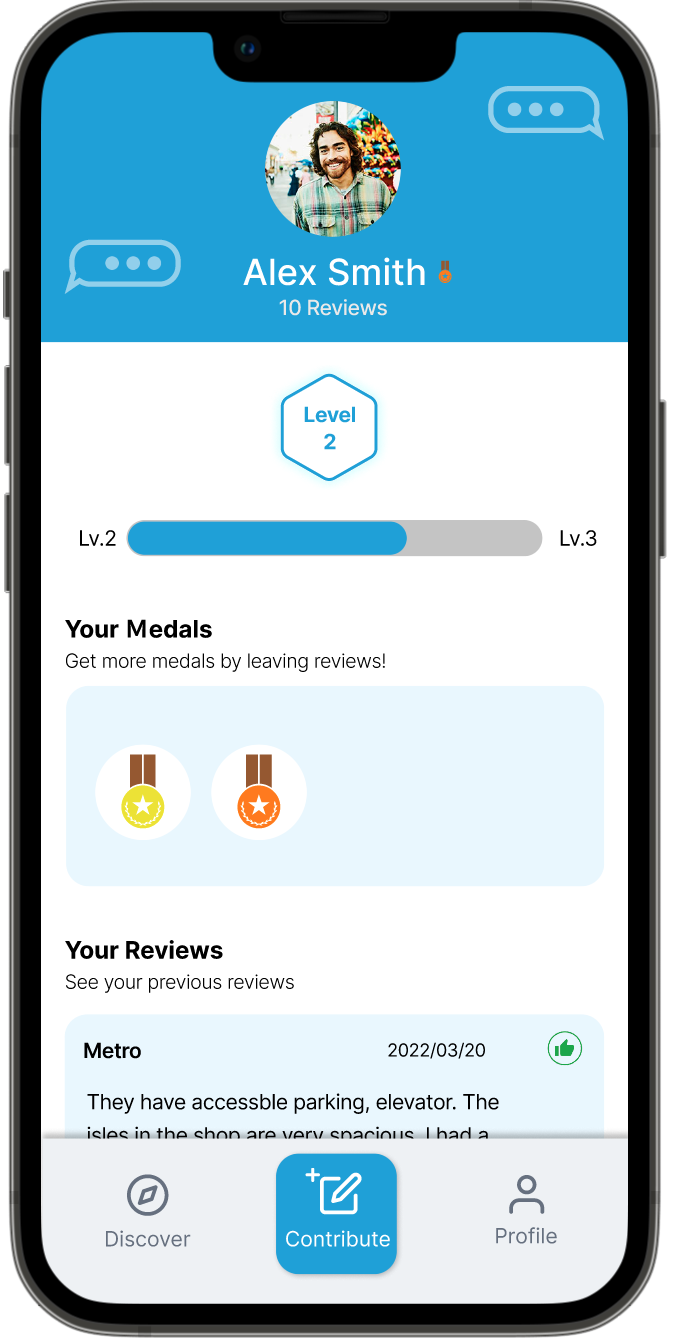 Alex Smith
10 Reviews
Level
2
Lv.2
Lv.3
Your Medals
Get more medals by leaving reviews!
Your Reviews
See your previous reviews
Metro 2022/03/20
They have accessble parking, elevator. The
isles in the shop are very spacious. I had a
Discover
Contribute
Profile